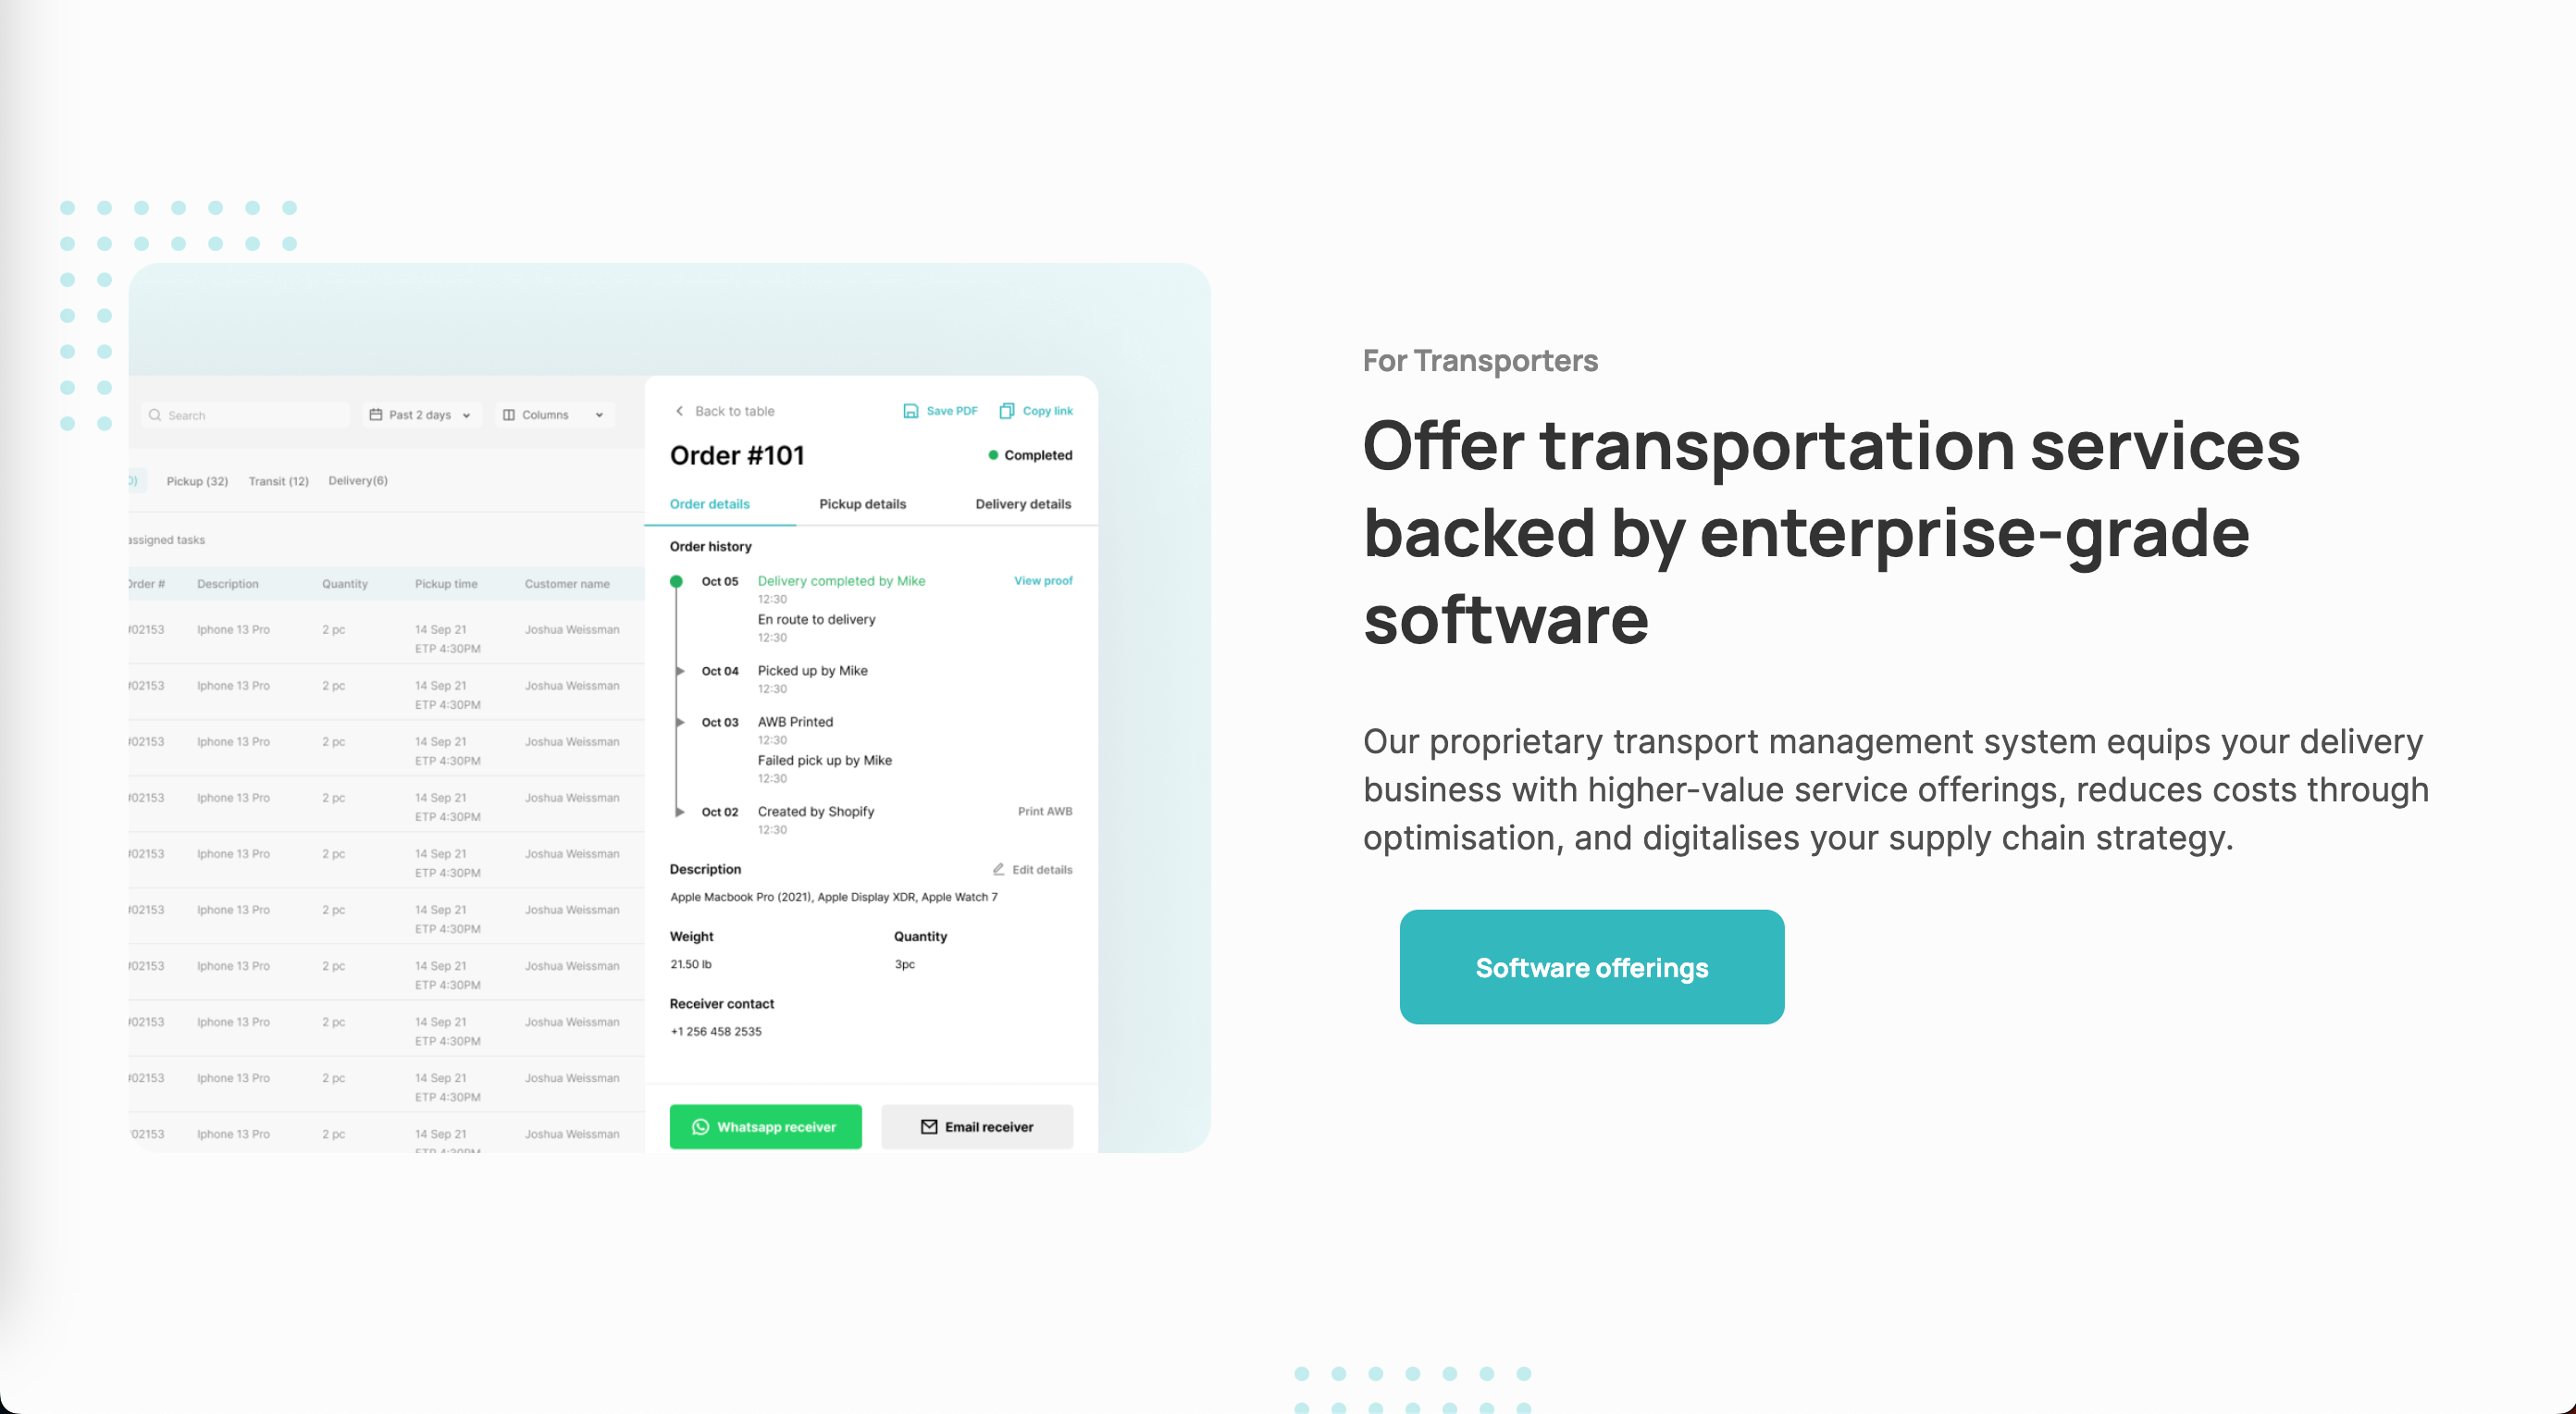 Search
Past 2 days
Columns
Pickup (32)
Transit (12)
Delivery(6)
assigned tasks
Order #
Description
Quantity
Pickup time
Customer name
#02153
Iphone 13 Pro
2 pc
14 Sep 21
ETP 4:30PM
Joshua Weissman
#02153
Iphone 13 Pro
2 pc
14 Sep 21
ETP 4:30PM
Joshua Weissman
#02153
Iphone 13 Pro
2 pc
14 Sep 21
ETP 4:30PM
Joshua Weissman
#02153
Iphone 13 Pro
2 pc
14 Sep 21
ETP 4:30PM
Joshua Weissman
#02153
Iphone 13 Pro
2 pc
14 Sep 21
ETP 4:30PM
Joshua Weissman
#02153
Iphone 13 Pro
2 pc
14 Sep 21
ETP 4:30PM
Joshua Weissman
#02153
Iphone 13 Pro
2 pc
14 Sep 21
ETP 4:30PM
Joshua Weissman
#02153
Iphone 13 Pro
2 pc
14 Sep 21
ETP 4:30PM
Joshua Weissman
#02153
Iphone 13 Pro
2 pc
14 Sep 21
ETP 4:30PM
Joshua Weissman
02153
Iphone 13 Pro
2 pc
14 Sep 21
ETP 4:30PM
Joshua Weissman
Back to table
Save PDF
Copy link
Order #101
Completed
Order details
Pickup details
Delivery details
Order history
Oct 05
Delivery completed by Mike
View proof
12:30
En route to delivery
12:30
Oct 04
Picked up by Mike
12:30
Oct 03
AWB Printed
12:30
Failed pick up by Mike
12:30
Oct 02
Created by Shopify
Print AWB
12:30
Description
Edit details
Apple Macbook Pro (2021), Apple Display XDR, Apple Watch 7
Weight
Quantity
21.50 lb
3pc
Receiver contact
+1 256 458 2535
Whatsapp receiver
Email receiver
For Transporters
Offer transportation services
backed by enterprise-grade
software
Our proprietary transport management system equips your delivery
business with higher-value service offerings, reduces costs through
optimisation, and digitalises your supply chain strategy.
Software offerings